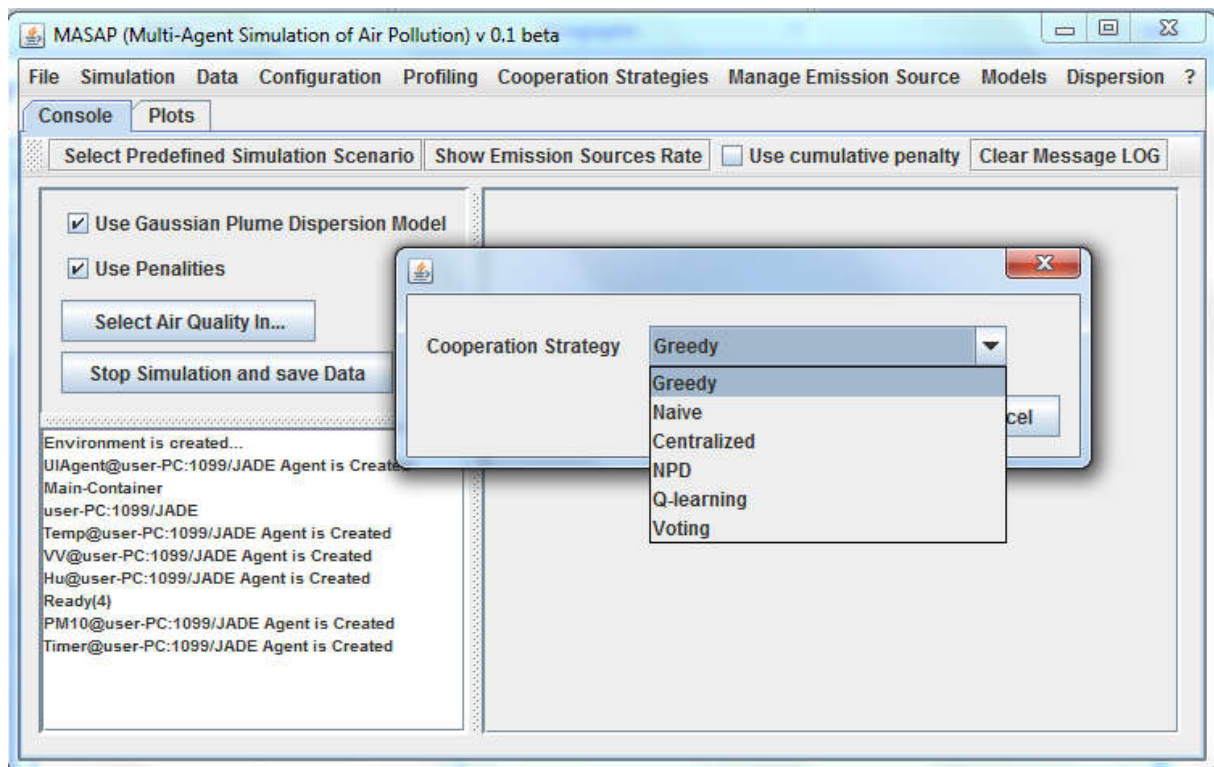 MASAP (Multi-Agent Simulation of Air Pollution) v 0.1 beta
File Simulation Data Configuration Profiling Cooperation Strategies Manage Emission Source Models Dispersion ?
Console Plots
Select Predefined Simulation Scenario Show Emission Sources Rate Use cumulative penalty Clear Message LOG
Use Gaussian Plume Dispersion Model
Use Penalities
Select Air Quality In...
Stop Simulation and save Data
Environment is created...
UIAgent@user-PC:1099/JADE Agent is Created
Main-Container
user-PC:1099/JADE
Temp@user-PC:1099/JADE Agent is Created
VV@user-PC:1099/JADE Agent is Created
Hu@user-PC:1099/JADE Agent is Created
Ready(4)
PM10@user-PC:1099/JADE Agent is Created
Timer@user-PC:1099/JADE Agent is Created
Cooperation Strategy Greedy
Greedy
Naive
Centralized
NPD
Q-learning
Voting
cel